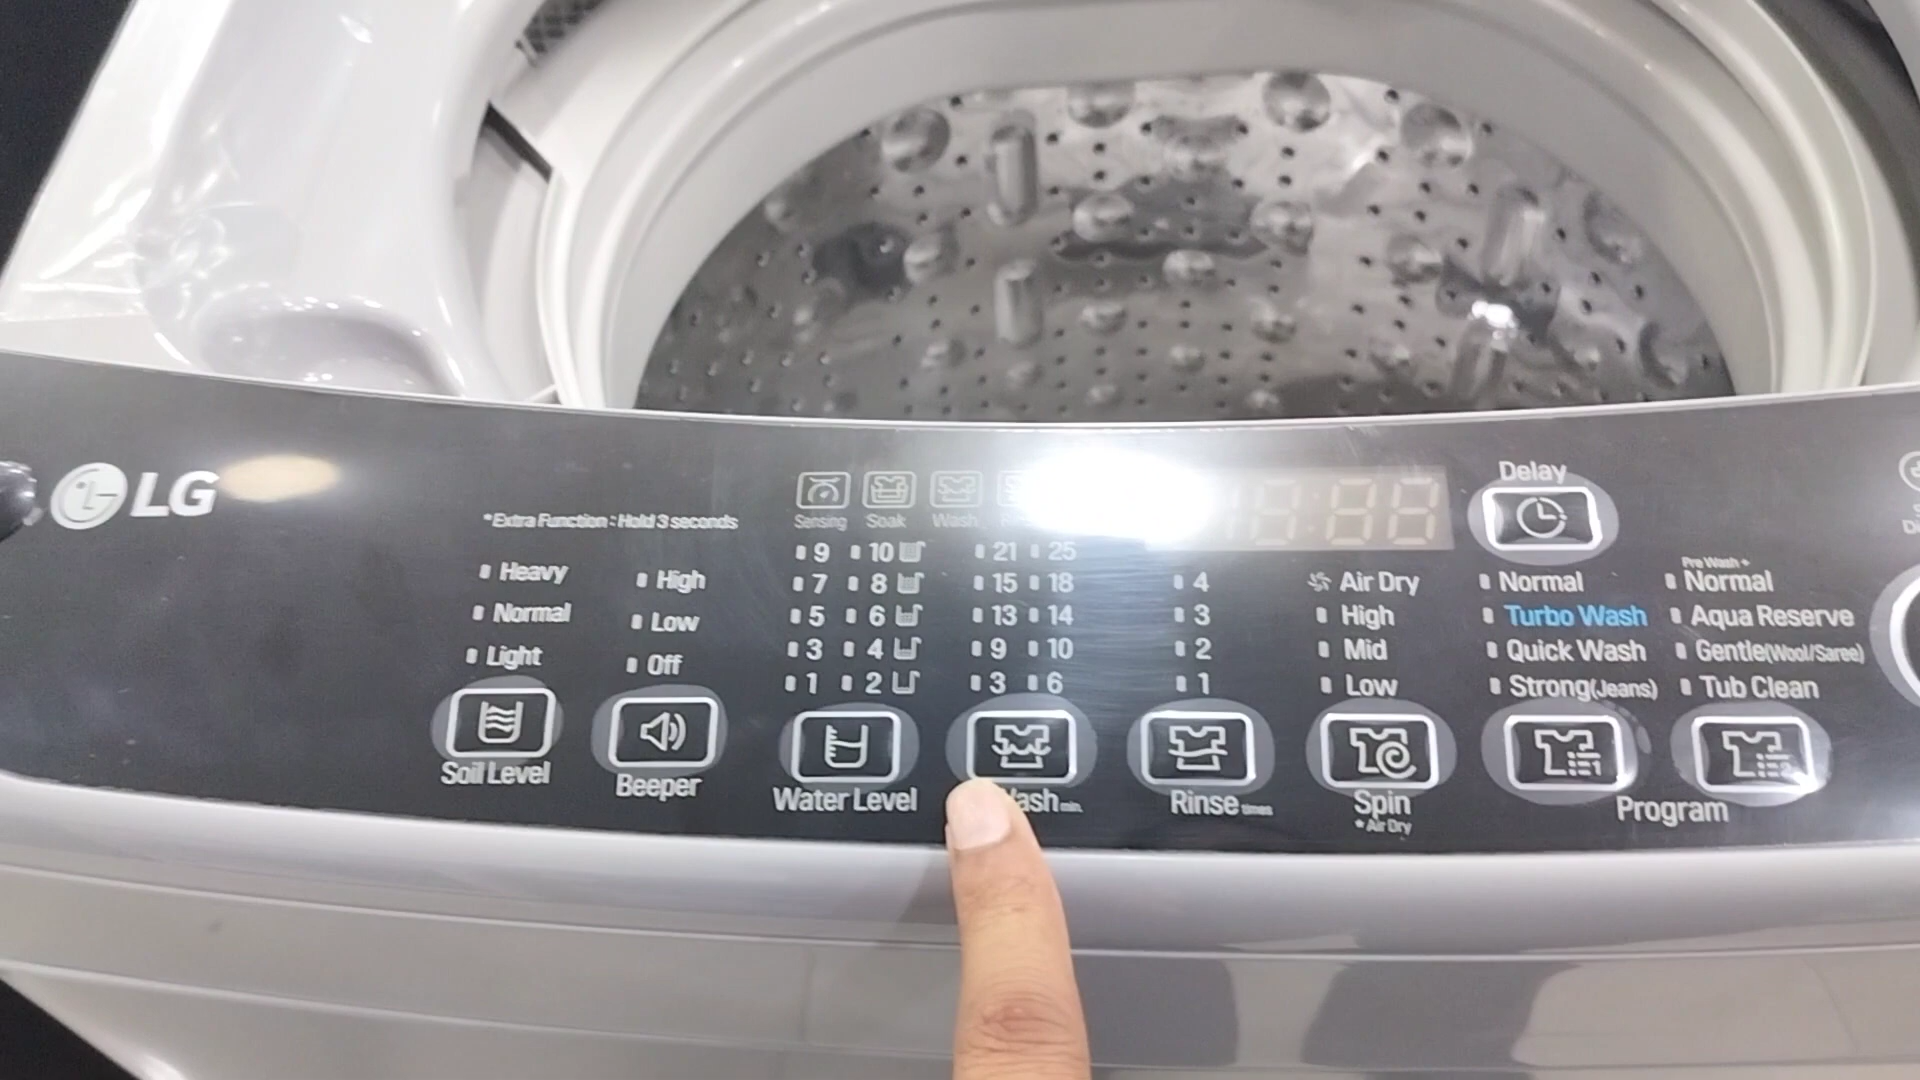 LG
*Extra Function : Hold 3 seconds
Heavy
Normal
Light
Soil Level
High
Low
Off
Beeper
Sensing Soak Wash
9 10
7 8
5 6
3 4
1 2
Water Level
21 25
15 18
13 14
9 10
3 6
min.
4
3
2
1
Rinse times
Air Dry
High
Mid
Low
Spin
* Air Dry
Delay
Normal
Turbo Wash
Quick Wash
Strong(Jeans)
Pre Wash +
Normal
Aqua Reserve
Gentle(Wool/Saree)
Tub Clean
Program